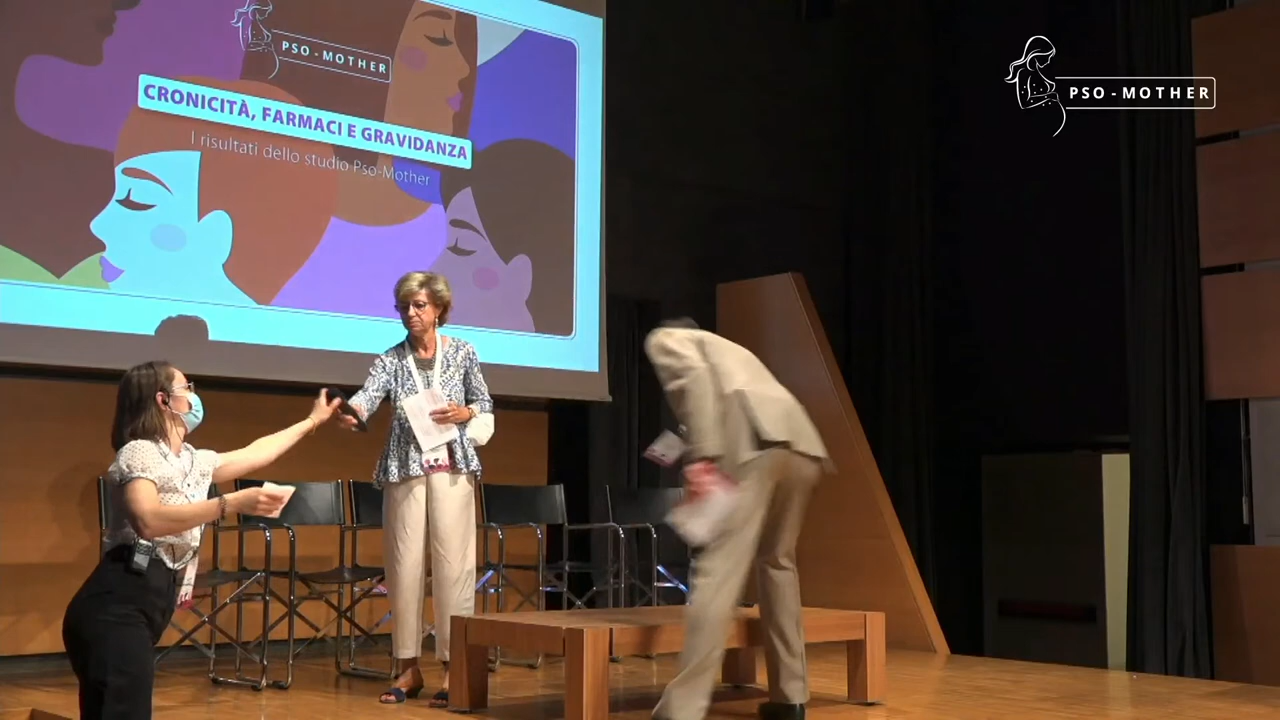 PSO-MOTHER
CRONICITÀ, FARMACI E GRAVIDANZA
I risultati dello studio Pso-Mother
PSO-MOTHER